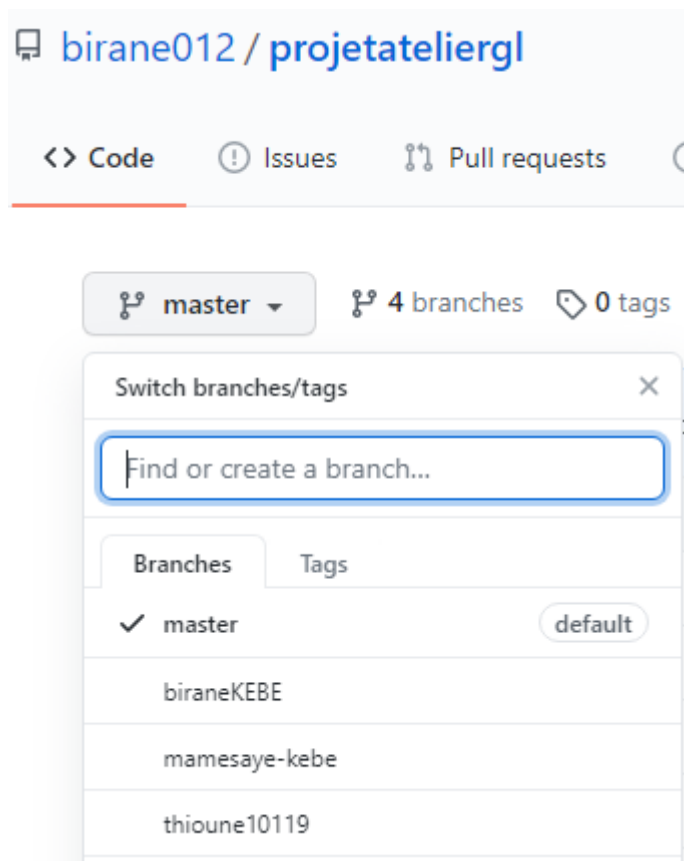 birane012 / projetateliergl
<> Code Issues Pull requests
master 4 branches 0 tags
Switch branches/tags
Find or create a branch...
Branches Tags
master default
biraneKEBE
mamesaye-kebe
thioune10119